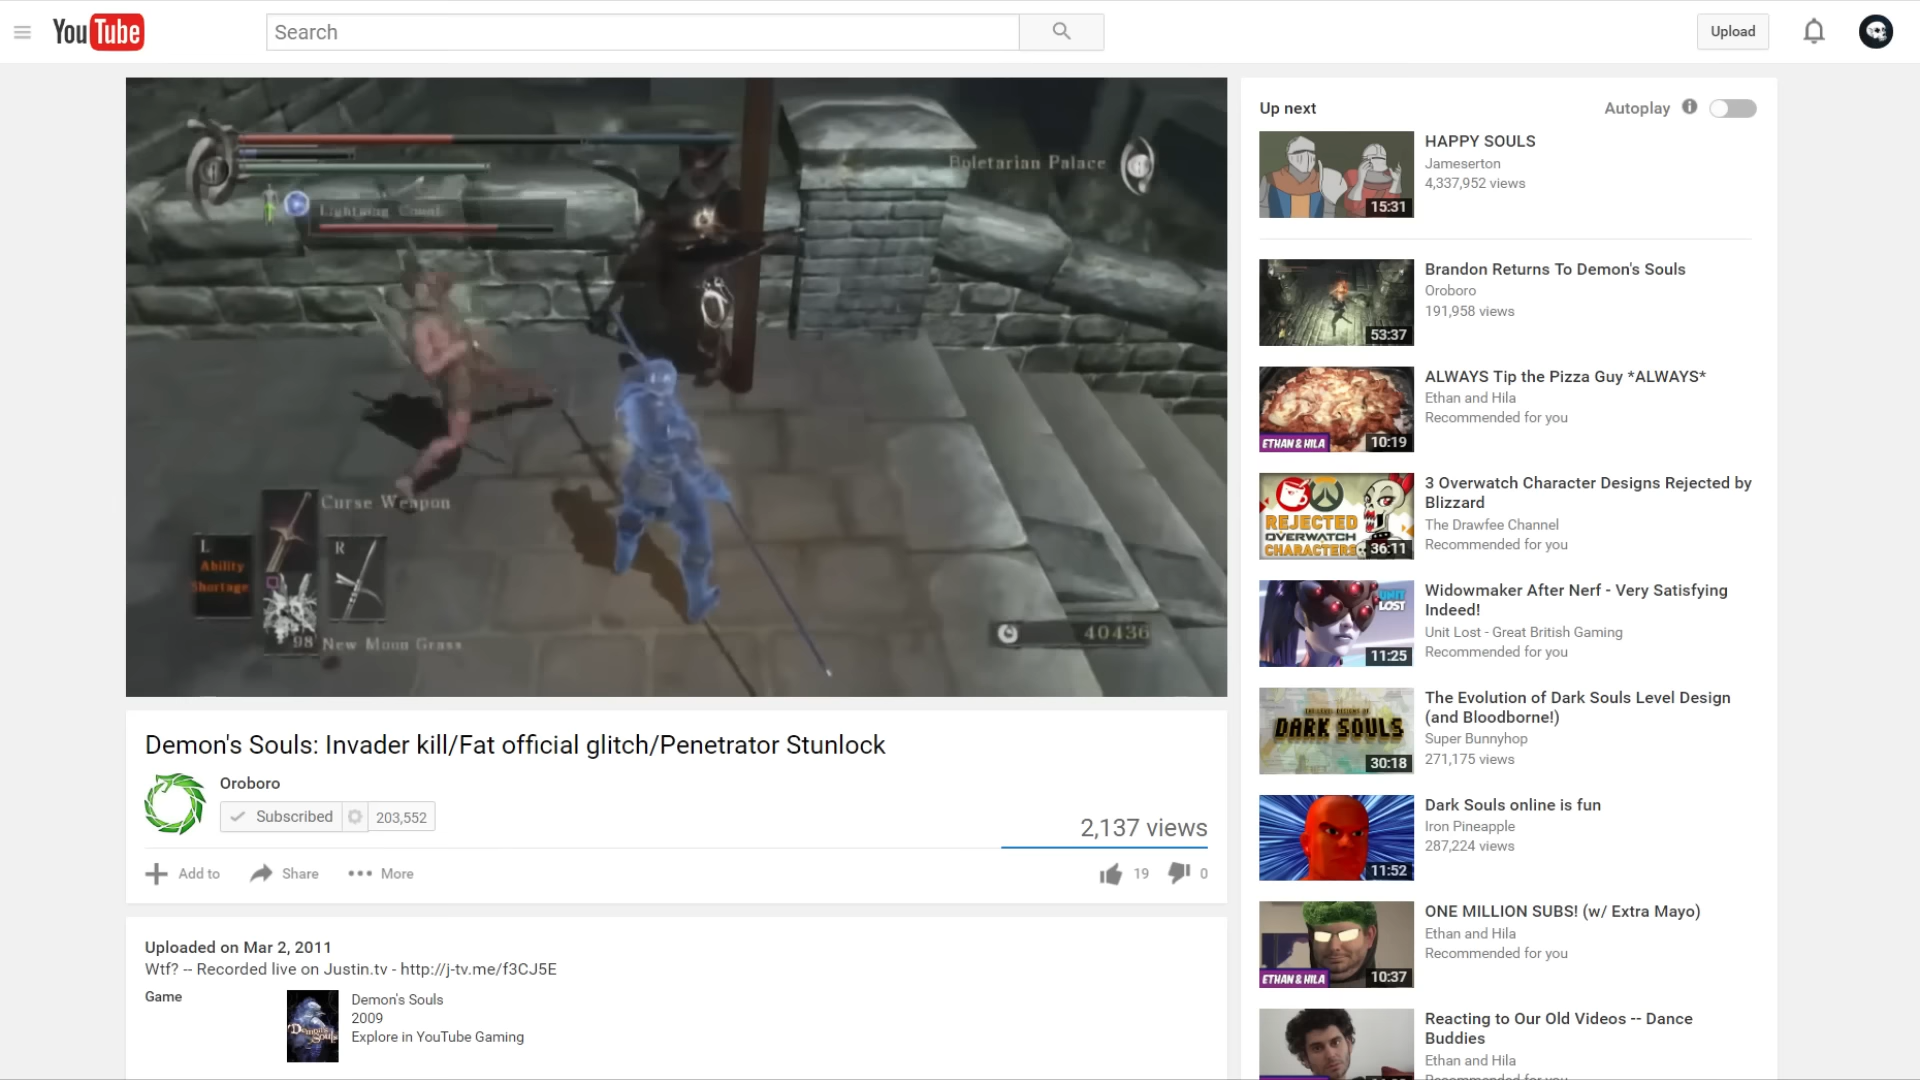 YouTube
Search
Upload
Boletarian Palace
Curse Weapon
L
Ability
Shortage
R
98 New Moon Grass
40436
Demon's Souls: Invader kill/Fat official glitch/Penetrator Stunlock
Oroboro
Subscribed 203,552
2,137 views
Add to Share More 19 0
Uploaded on Mar 2, 2011
Wtf? -- Recorded live on Justin.tv - http://j-tv.me/f3CJ5E
Game
Demon's Souls
2009
Explore in YouTube Gaming
Up next Autoplay
HAPPY SOULS
Jameserton
4,337,952 views
15:31
Brandon Returns To Demon's Souls
Oroboro
191,958 views
53:37
ALWAYS Tip the Pizza Guy *ALWAYS*
Ethan and Hila
Recommended for you
ETHAN & HILA 10:19
3 Overwatch Character Designs Rejected by
Blizzard
The Drawfee Channel
Recommended for you
REJECTED
OVERWATCH
CHARACTERS 36:11
Widowmaker After Nerf - Very Satisfying
Indeed!
Unit Lost - Great British Gaming
Recommended for you
UNIT
LOST
11:25
The Evolution of Dark Souls Level Design
(and Bloodborne!)
Super Bunnyhop
271,175 views
DARK SOULS
30:18
Dark Souls online is fun
Iron Pineapple
287,224 views
11:52
ONE MILLION SUBS! (w/ Extra Mayo)
Ethan and Hila
Recommended for you
ETHAN & HILA 10:37
Reacting to Our Old Videos -- Dance
Buddies
Ethan and Hila